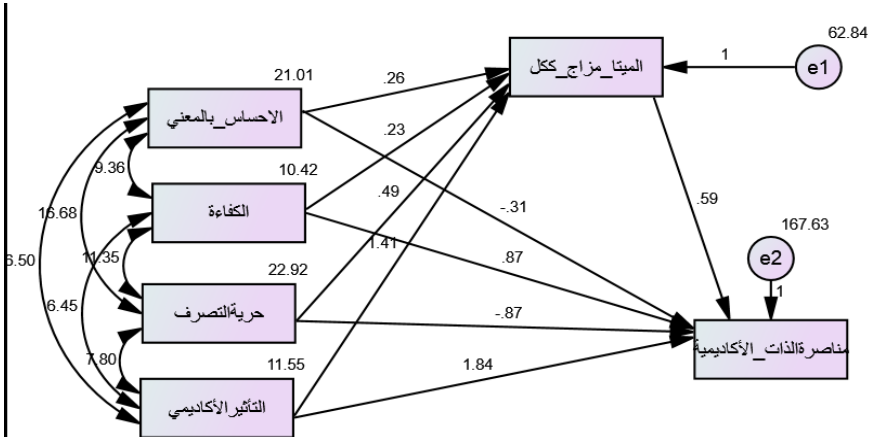 62.84
الميتا_مزاج_ككل
1
e1
21.01
.26
الاحساس_بالمعني
.23
9.36
10.42
الكفاءة
.49
-.31
.59
16.68
1.41
.87
167.63
e2
1
11.35
22.92
6.50
6.45
حريةالتصرف
-.87
مناصرةالذات_الأكاديمية
7.80
11.55
1.84
التأثيرالأكاديمي